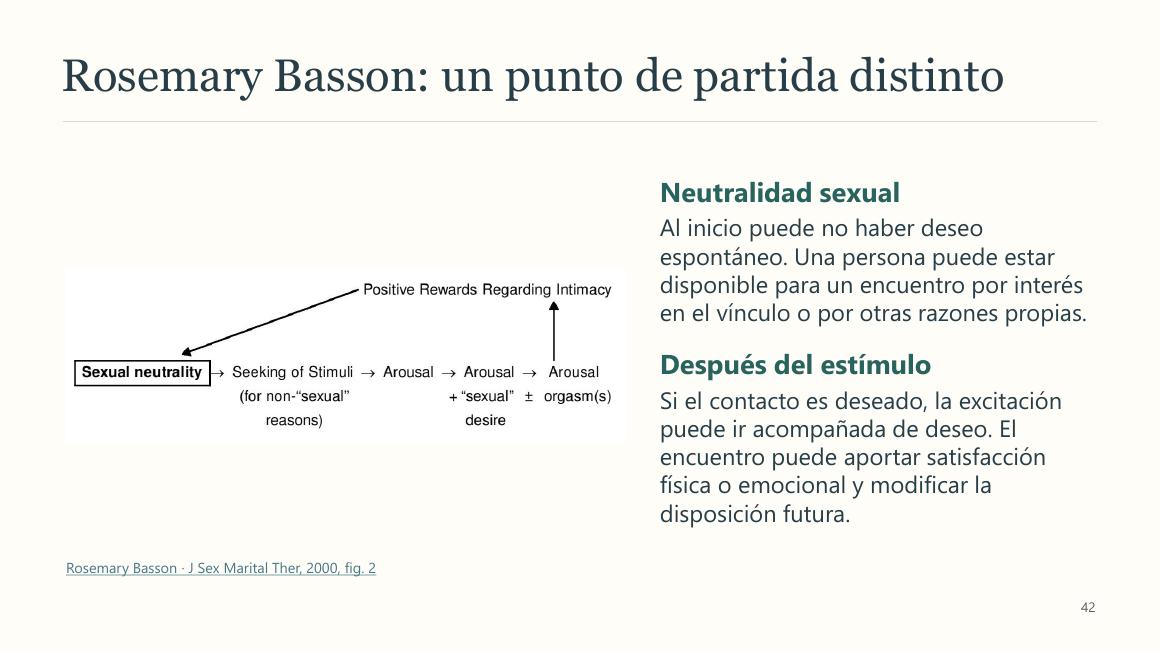 Rosemary Basson: un punto de partida distinto
Positive Rewards Regarding Intimacy
Sexual neutrality → Seeking of Stimuli → Arousal → Arousal → Arousal
(for non-“sexual” + “sexual” ± orgasm(s)
reasons) desire
Neutralidad sexual
Al inicio puede no haber deseo
espontáneo. Una persona puede estar
disponible para un encuentro por interés
en el vínculo o por otras razones propias.
Después del estímulo
Si el contacto es deseado, la excitación
puede ir acompañada de deseo. El
encuentro puede aportar satisfacción
física o emocional y modificar la
disposición futura.
Rosemary Basson · J Sex Marital Ther, 2000, fig. 2
42